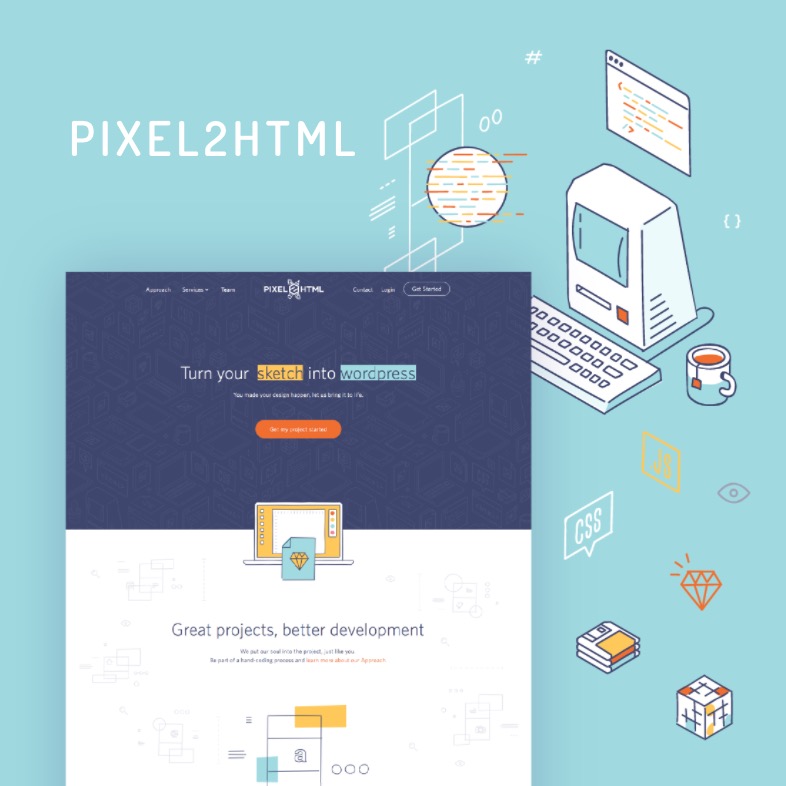 #
PIXEL2HTML
{ }
Approach Services Team PIXEL2HTML Contact Login Get Started
Turn your sketch into wordpress
You made your design happen, let us bring it to life.
Get my project started
JS
CSS
Great projects, better development
We put our soul into the project, just like you.
Be part of a hand-coding process and learn more about our Approach